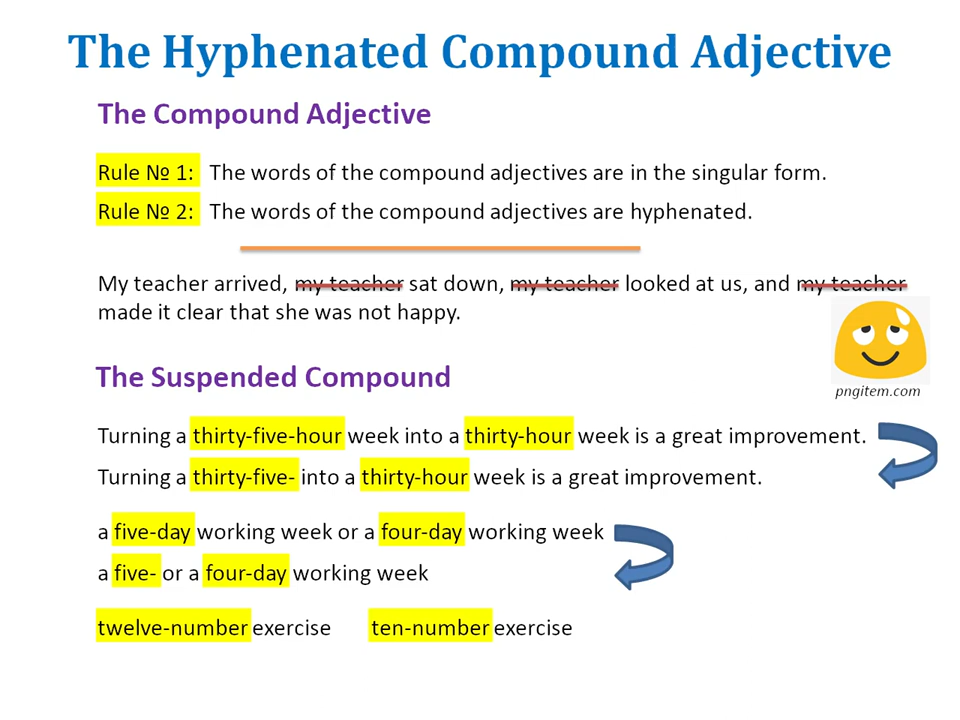 The Hyphenated Compound Adjective
The Compound Adjective
Rule № 1: The words of the compound adjectives are in the singular form.
Rule № 2: The words of the compound adjectives are hyphenated.
My teacher arrived, my teacher sat down, my teacher looked at us, and my teacher
made it clear that she was not happy.
pngitem.com
The Suspended Compound
Turning a thirty-five-hour week into a thirty-hour week is a great improvement.
Turning a thirty-five- into a thirty-hour week is a great improvement.
a five-day working week or a four-day working week
a five- or a four-day working week
twelve-number exercise ten-number exercise